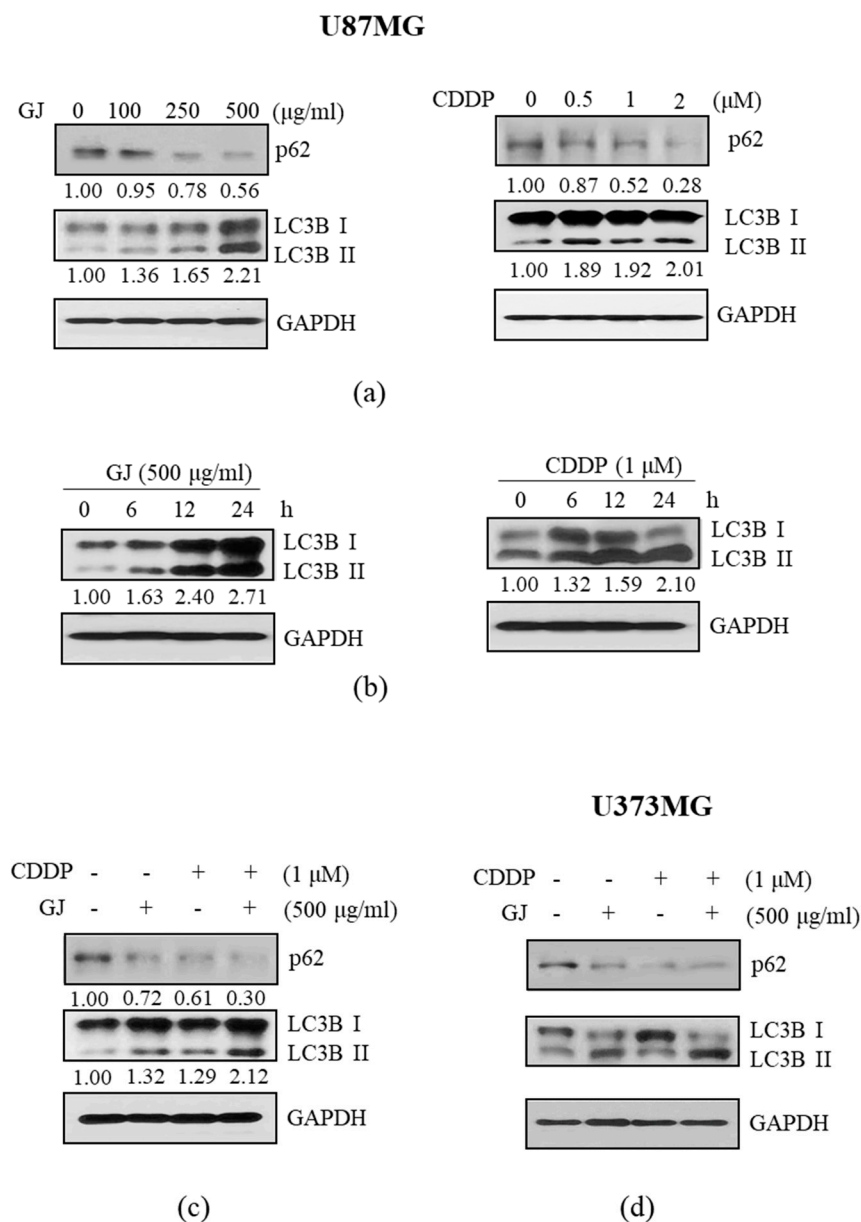 U87MG
GJ 0 100 250 500 (μg/ml)
p62
1.00 0.95 0.78 0.56
LC3B I
LC3B II
1.00 1.36 1.65 2.21
GAPDH
CDDP 0 0.5 1 2 (μM)
p62
1.00 0.87 0.52 0.28
LC3B I
LC3B II
1.00 1.89 1.92 2.01
GAPDH
(a)
GJ (500 μg/ml)
0 6 12 24 h
LC3B I
LC3B II
1.00 1.63 2.40 2.71
GAPDH
CDDP (1 μM)
0 6 12 24 h
LC3B I
LC3B II
1.00 1.32 1.59 2.10
GAPDH
(b)
CDDP - - + + (1 μM)
GJ - + - + (500 μg/ml)
p62
1.00 0.72 0.61 0.30
LC3B I
LC3B II
1.00 1.32 1.29 2.12
GAPDH
(c)
U373MG
CDDP - - + + (1 μM)
GJ - + - + (500 μg/ml)
p62
LC3B I
LC3B II
GAPDH
(d)